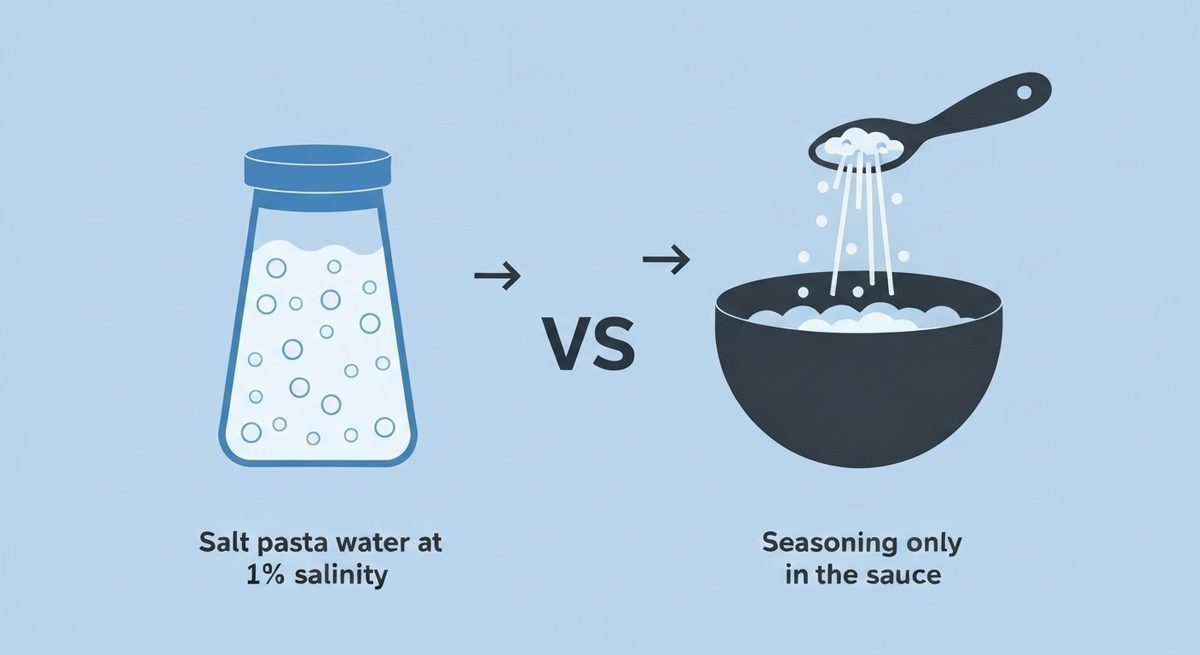 VS
Salt pasta water at
1% salinity
Seasoning only
in the sauce